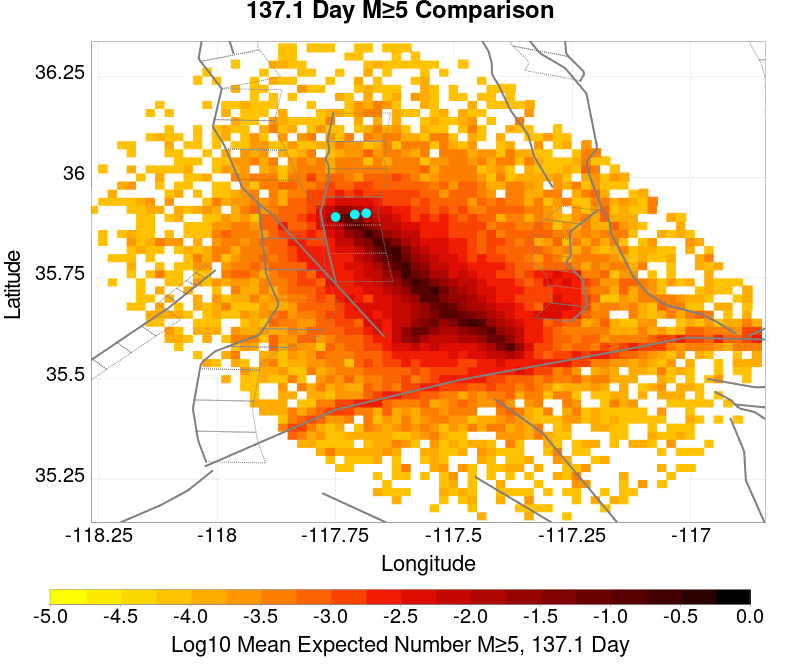 137.1 Day M≥5 Comparison
36.25
36
35.75
35.5
35.25
Latitude
-118.25 -118 -117.75 -117.5 -117.25 -117
Longitude
-5.0 -4.5 -4.0 -3.5 -3.0 -2.5 -2.0 -1.5 -1.0 -0.5 0.0
Log10 Mean Expected Number M≥5, 137.1 Day